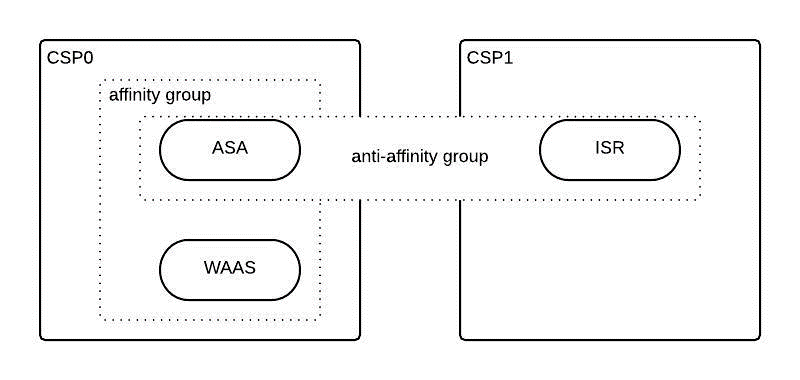 CSP0
CSP1
affinity group
ASA
anti-affinity group
ISR
WAAS